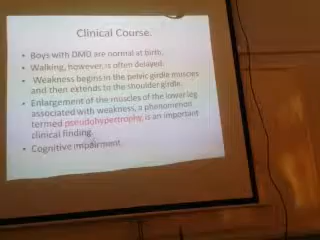 Clinical Course.
• Boys with DMD are normal at birth.
• Walking, however, is often delayed.
• Weakness begins in the pelvic girdle muscles
and then extends to the shoulder girdle.
• Enlargement of the muscles of the lower leg
associated with weakness, a phenomenon
termed pseudohypertrophy, is an important
clinical finding.
• Cognitive impairment.